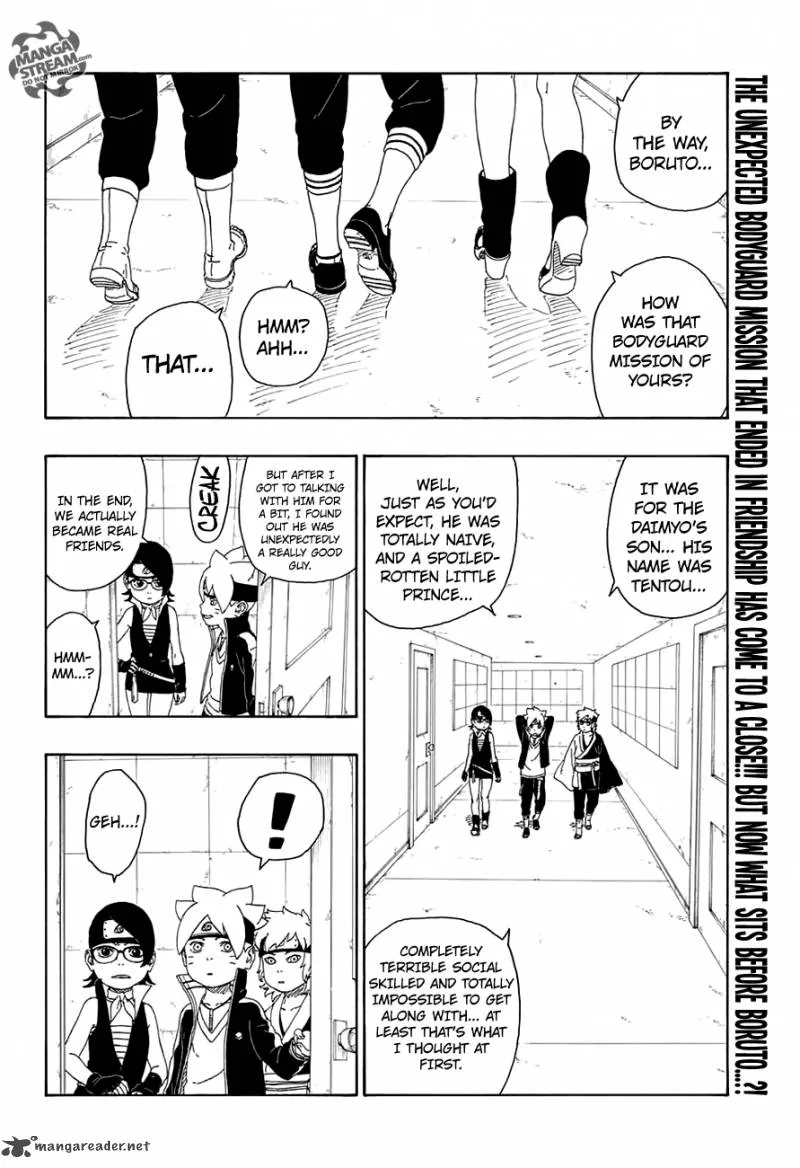 MANGA
STREAM.com
DO NOT MIRROR
THE UNEXPECTED BODYGUARD MISSION THAT ENDED IN FRIENDSHIP HAS COME TO A CLOSE!!! BUT NOW WHAT SITS BEFORE BORUTO...?!
BY
THE WAY,
BORUTO...
HOW
WAS THAT
BODYGUARD
MISSION OF
YOURS?
HMM?
AHH...
THAT...
IT WAS
FOR THE
DAIMYO'S
SON... HIS
NAME WAS
TENTOU...
WELL,
JUST AS YOU'D
EXPECT, HE WAS
TOTALLY NAIVE,
AND A SPOILED-
ROTTEN LITTLE
PRINCE...
COMPLETELY
TERRIBLE SOCIAL
SKILLED AND TOTALLY
IMPOSSIBLE TO GET
ALONG WITH... AT
LEAST THAT'S WHAT
I THOUGHT AT
FIRST.
BUT AFTER I
GOT TO TALKING
WITH HIM FOR
A BIT, I FOUND
OUT HE WAS
UNEXPECTEDLY
A REALLY GOOD
GUY.
CREAK
IN THE END,
WE ACTUALLY
BECAME REAL
FRIENDS.
HMM-
MM...?
!
GEH...!
mangareader.net